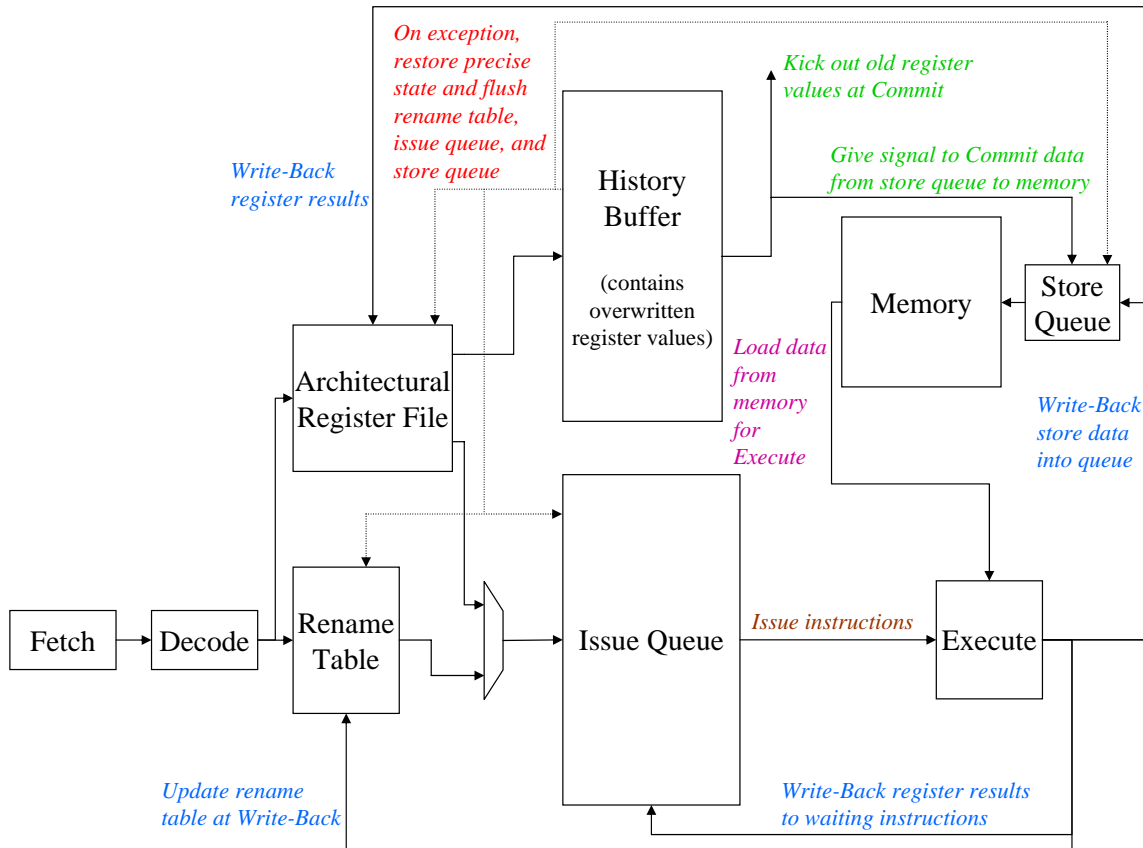 On exception,
restore precise
state and flush
rename table,
issue queue, and
store queue
Kick out old register
values at Commit
Write-Back
register results
History
Buffer
(contains
overwritten
register values)
Give signal to Commit data
from store queue to memory
Memory
Store
Queue
Architectural
Register File
Load data
from
memory
for
Execute
Write-Back
store data
into queue
Fetch
Decode
Rename
Table
Issue Queue
Issue instructions
Execute
Update rename
table at Write-Back
Write-Back register results
to waiting instructions